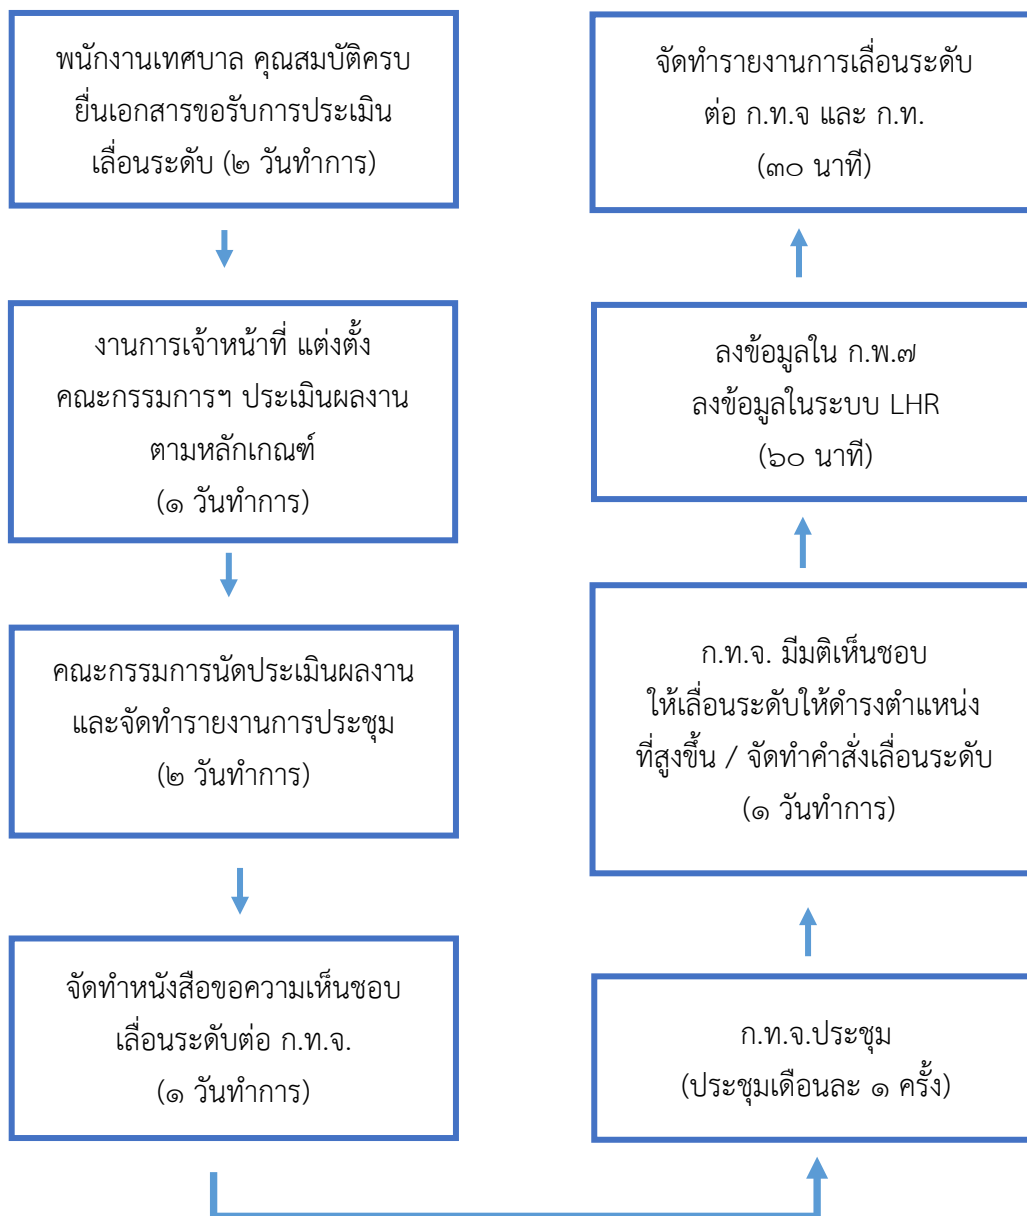 พนักงานเทศบาล คุณสมบัติครบ
ยื่นเอกสารขอรับการประเมิน
เลื่อนระดับ (๒ วันทำการ)
งานการเจ้าหน้าที่ แต่งตั้ง
คณะกรรมการฯ ประเมินผลงาน
ตามหลักเกณฑ์
(๑ วันทำการ)
คณะกรรมการนัดประเมินผลงาน
และจัดทำรายงานการประชุม
(๒ วันทำการ)
จัดทำหนังสือขอความเห็นชอบ
เลื่อนระดับต่อ ก.ท.จ.
(๑ วันทำการ)
ก.ท.จ.ประชุม
(ประชุมเดือนละ ๑ ครั้ง)
ก.ท.จ. มีมติเห็นชอบ
ให้เลื่อนระดับให้ดำรงตำแหน่ง
ที่สูงขึ้น / จัดทำคำสั่งเลื่อนระดับ
(๑ วันทำการ)
ลงข้อมูลใน ก.พ.๗
ลงข้อมูลในระบบ LHR
(๖๐ นาที)
จัดทำรายงานการเลื่อนระดับ
ต่อ ก.ท.จ และ ก.ท.
(๓๐ นาที)